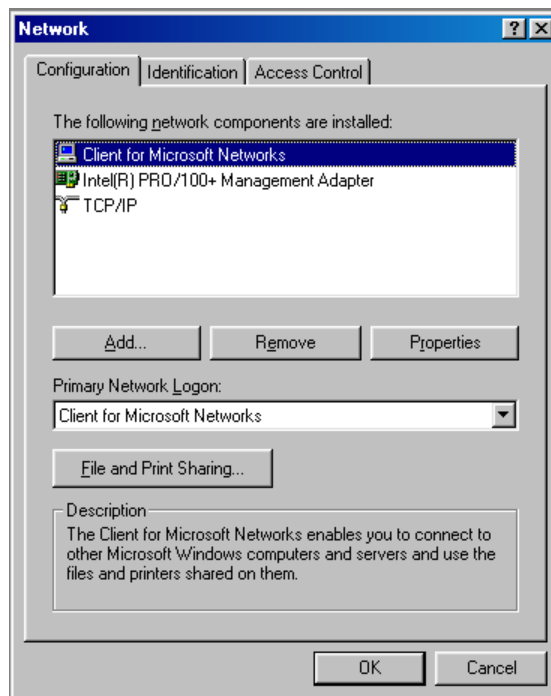 Network
Configuration Identification Access Control
The following network components are installed:
Client for Microsoft Networks
Intel(R) PRO/100+ Management Adapter
TCP/IP
Add... Remove Properties
Primary Network Logon:
Client for Microsoft Networks
File and Print Sharing...
Description
The Client for Microsoft Networks enables you to connect to
other Microsoft Windows computers and servers and use the
files and printers shared on them.
OK Cancel